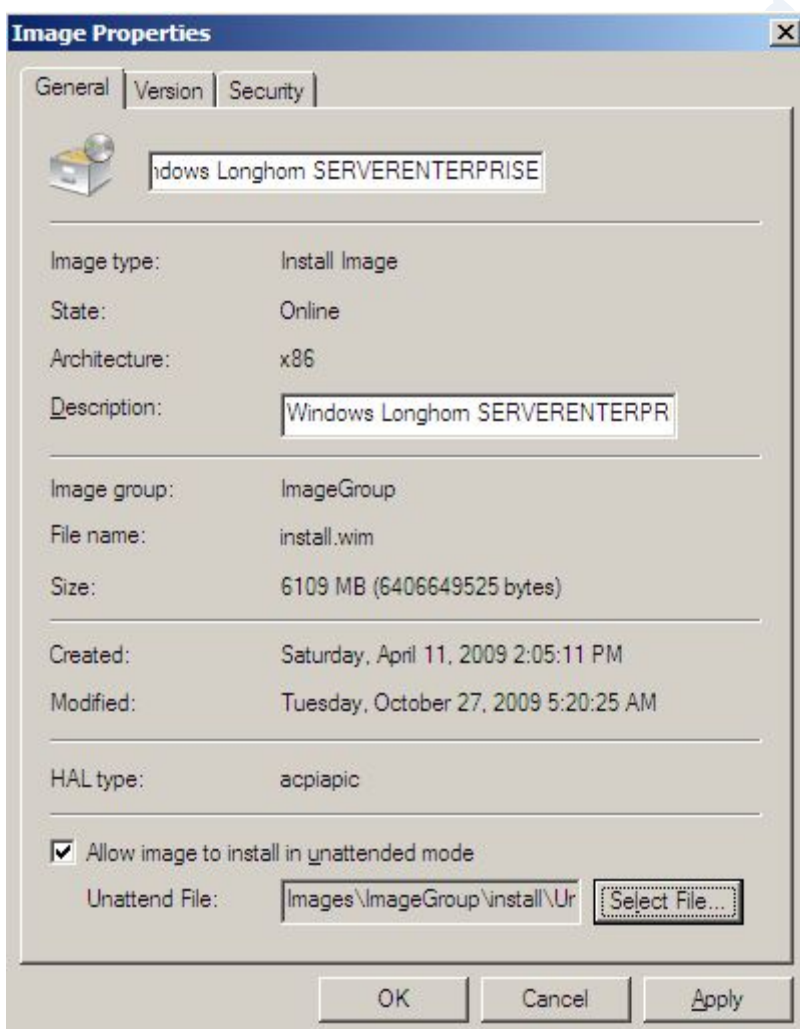 Image Properties
General Version Security
ndows Longhorn SERVERENTERPRISE
Image type: Install Image
State: Online
Architecture: x86
Description: Windows Longhorn SERVERENTERPR
Image group: ImageGroup
File name: install.wim
Size: 6109 MB (6406649525 bytes)
Created: Saturday, April 11, 2009 2:05:11 PM
Modified: Tuesday, October 27, 2009 5:20:25 AM
HAL type: acpiapic
Allow image to install in unattended mode
Unattend File: Images\ImageGroup\install\Un Select File...
OK Cancel Apply